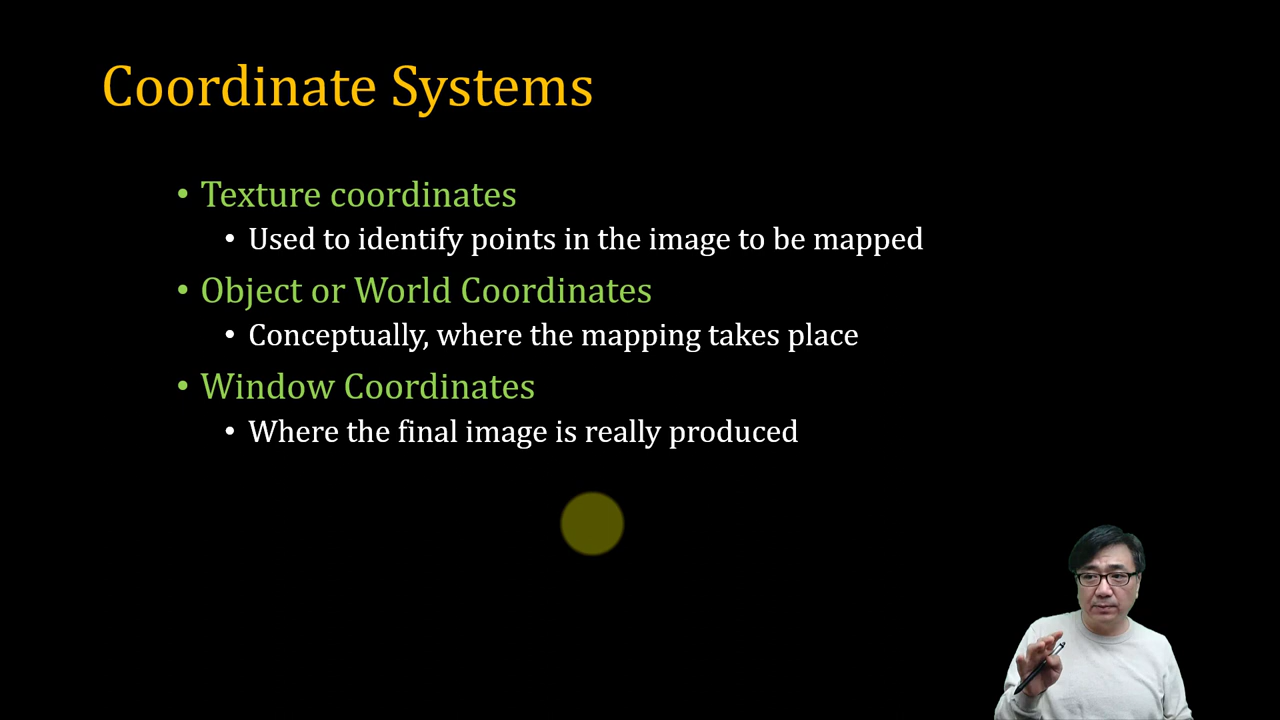 Coordinate Systems
• Texture coordinates
• Used to identify points in the image to be mapped
• Object or World Coordinates
• Conceptually, where the mapping takes place
• Window Coordinates
• Where the final image is really produced